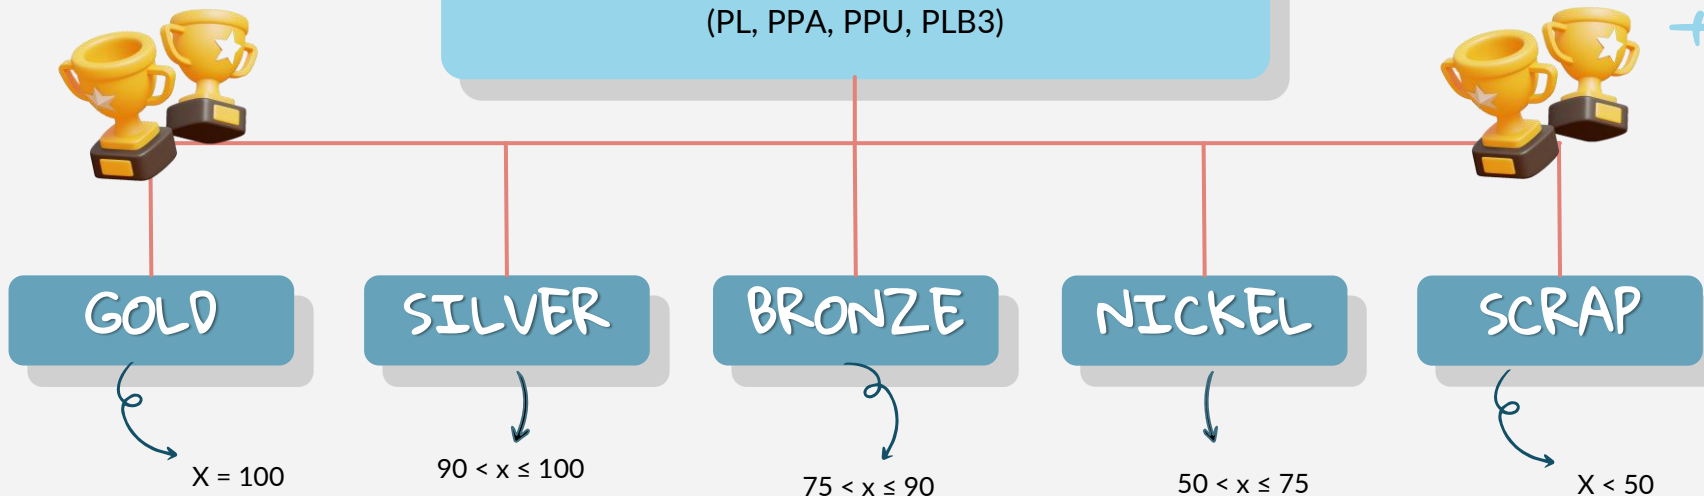 (PL, PPA, PPU, PLB3)
GOLD
SILVER
BRONZE
NICKEL
SCRAP
X = 100
90 < x ≤ 100
75 < x ≤ 90
50 < x ≤ 75
X < 50